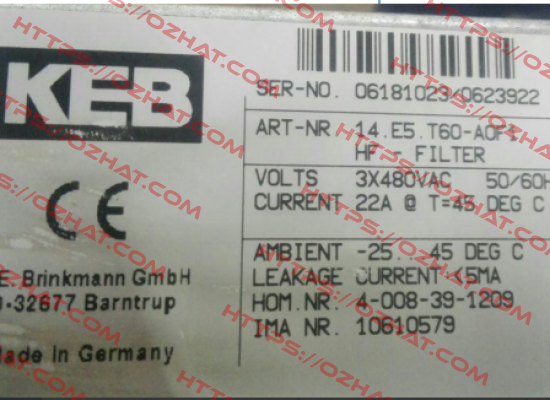 KEB
SER-NO. 06181023/0623922
ART-NR. 14.E5.T60-A0
HF - FILTER
VOLTS 3X480VAC 50/60H
CURRENT 22A @ T=45 DEG C
CE
AMBIENT -25...45 DEG C
LEAKAGE CURRENT <5MA
HOM.NR: 4-008-39-1209
IMA NR. 10610579
E. Brinkmann GmbH
-32677 Barntrup
Made in Germany
HTTPS://OZHAT.COM